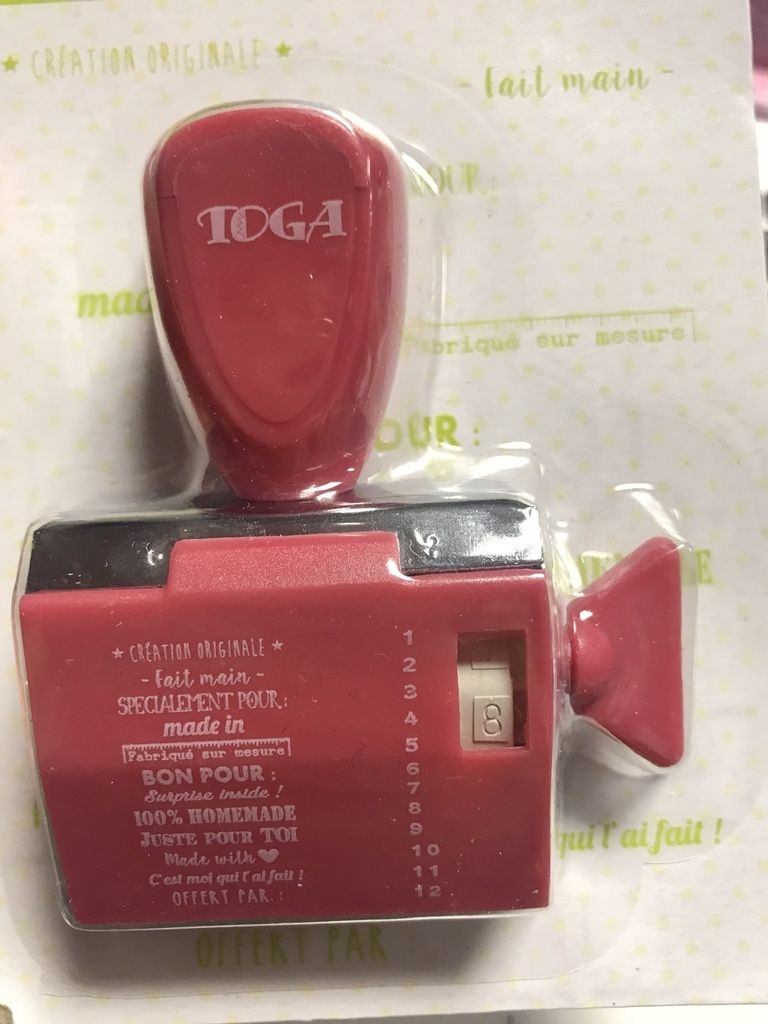 ★ CRÉATION ORIGINALE ★
- Fait main -
POUR:
TOGA
mad
Fabriqué sur mesure
OUR :
★ CRÉATION ORIGINALE ★
- Fait main -
SPECIALEMENT POUR:
made in
Fabriqué sur mesure
BON POUR :
Surprise inside !
100% HOMEMADE
JUSTE POUR TOI
Made with ♥
C'est moi qui l'ai fait !
OFFERT PAR :
1
2
3
4
5
6
7
8
9
10
11
12
8
qui l'ai fait !
OFFERT PAR :